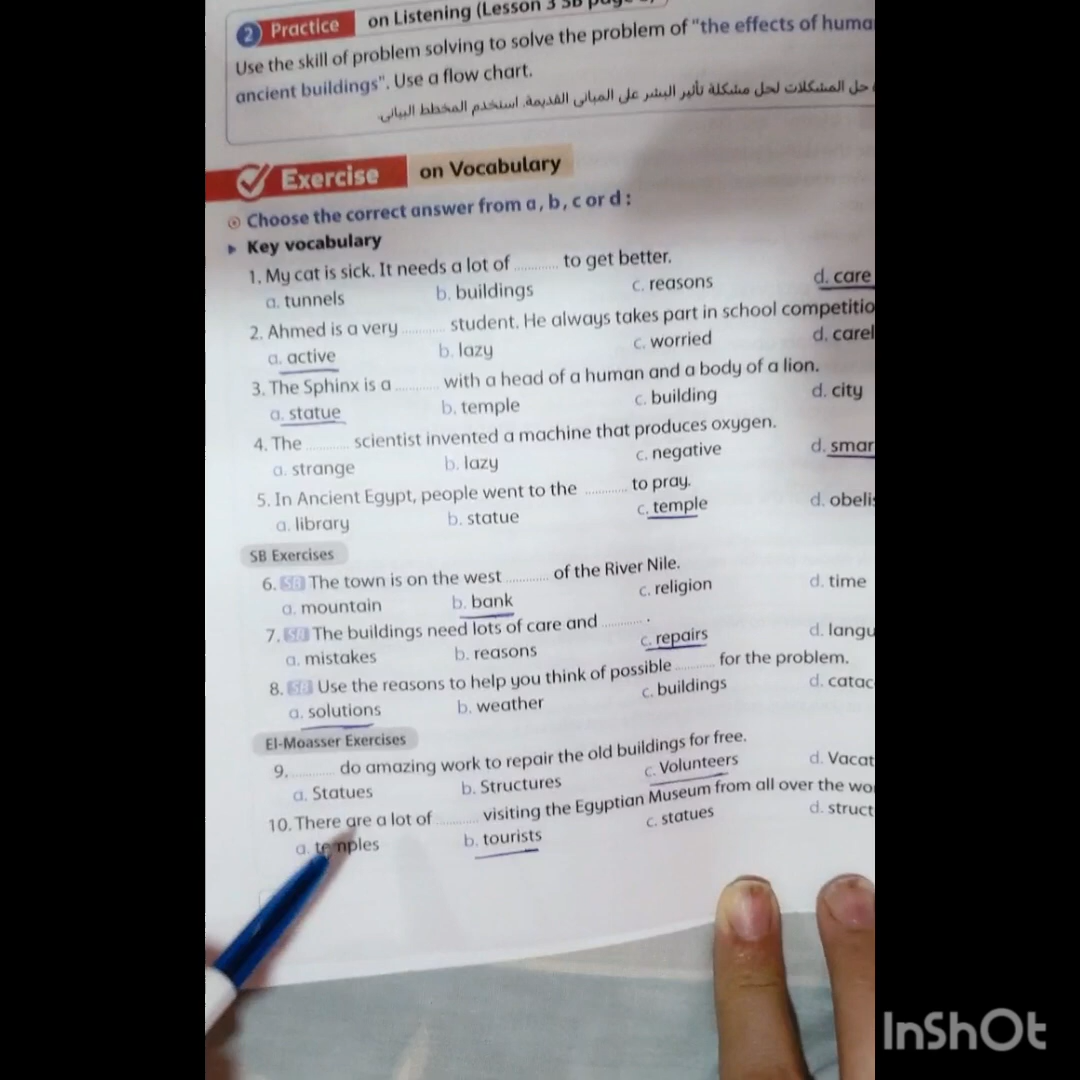 2 Practice on Listening (Lesson 3 SB
Use the skill of problem solving to solve the problem of "the effects of huma
ancient buildings". Use a flow chart.
حل المشكلات لحل مشكلة تأثير البشر على المبانى القديمة. استخدم المخطط البيانى.
Exercise on Vocabulary
Choose the correct answer from a, b, c or d :
Key vocabulary
1. My cat is sick. It needs a lot of ............ to get better.
a. tunnels b. buildings c. reasons d. care
2. Ahmed is a very ............ student. He always takes part in school competitio
a. active b. lazy c. worried d. carel
3. The Sphinx is a ............ with a head of a human and a body of a lion.
a. statue b. temple c. building d. city
4. The ............ scientist invented a machine that produces oxygen.
a. strange b. lazy c. negative d. smar
5. In Ancient Egypt, people went to the ............ to pray.
a. library b. statue c. temple d. obelis
SB Exercises
6. SB The town is on the west ............ of the River Nile.
a. mountain b. bank c. religion d. time
7. SB The buildings need lots of care and ............ .
a. mistakes b. reasons c. repairs d. langu
8. SB Use the reasons to help you think of possible ............ for the problem.
a. solutions b. weather c. buildings d. catac
El-Moasser Exercises
9. ............ do amazing work to repair the old buildings for free.
a. Statues b. Structures c. Volunteers d. Vacat
10. There are a lot of ............ visiting the Egyptian Museum from all over the wo
a. temples b. tourists c. statues d. struct
InShOt